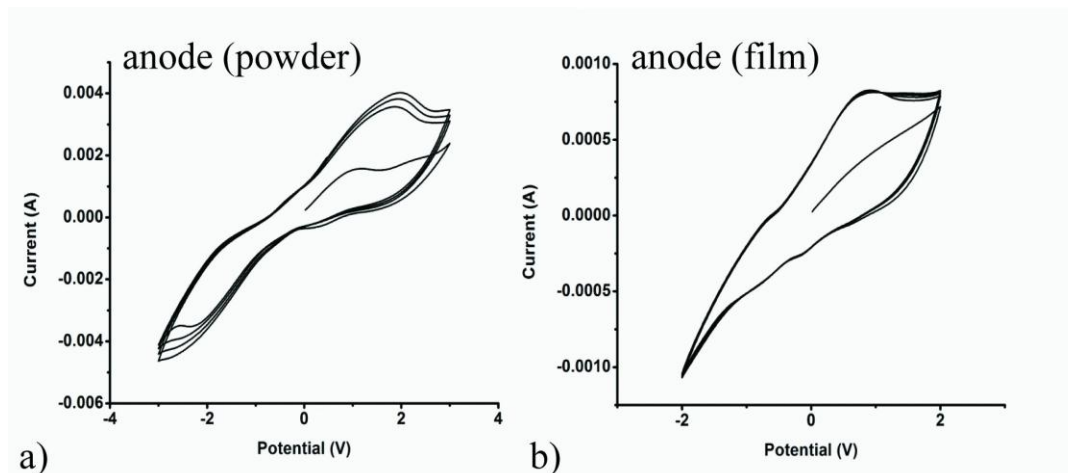 anode (powder)
0.004
0.002
0.000
-0.002
-0.004
-0.006
-4
-2
0
2
4
Current (A)
Potential (V)
a)
anode (film)
0.0010
0.0005
0.0000
-0.0005
-0.0010
-2
0
2
Current (A)
Potential (V)
b)